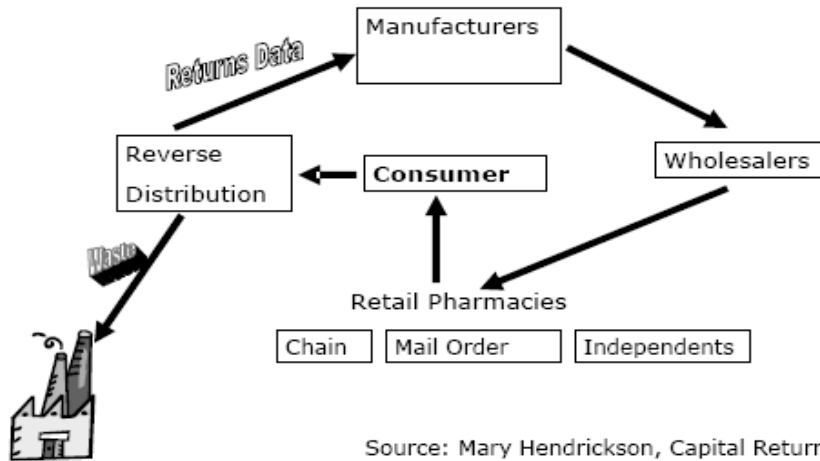 Manufacturers
Returns Data
Reverse
Distribution
Consumer
Wholesalers
Waste
Retail Pharmacies
Chain
Mail Order
Independents
Source: Mary Hendrickson, Capital Return